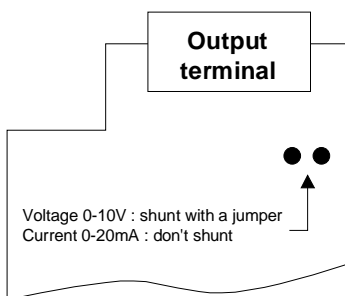 Output
terminal
Voltage 0-10V : shunt with a jumper
Current 0-20mA : don't shunt